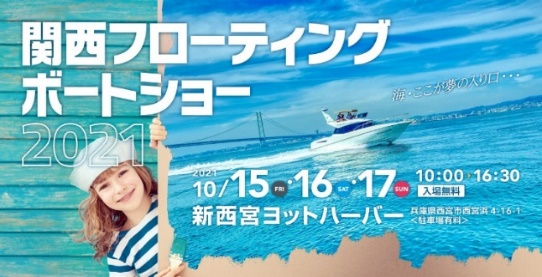 関西フローティング
ボートショー
2021
海・ここが夢の入り口・・・
2021
10/15 FRI・16 SAT・17 SUN
10:00▸16:30
入場無料
新西宮ヨットハーバー
兵庫県西宮市西宮浜 4-16-1
<駐車場有料>